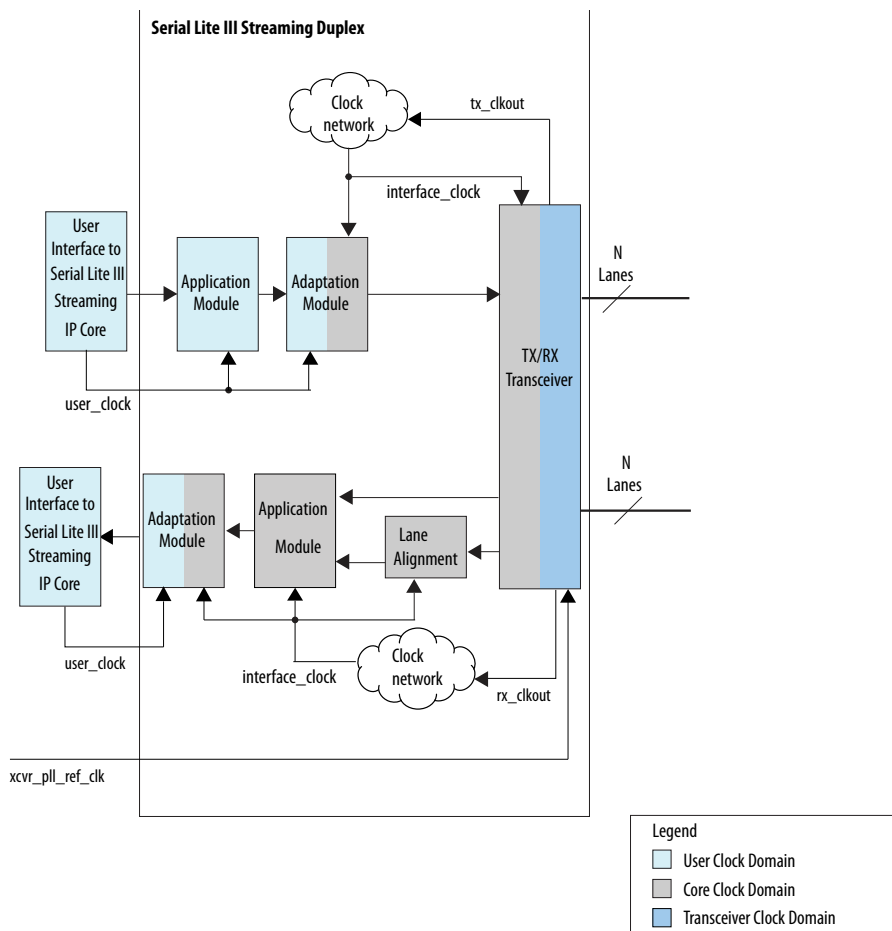 Serial Lite III Streaming Duplex
Clock
network
tx_clkout
interface_clock
User
Interface to
Serial Lite III
Streaming
IP Core
Application
Module
Adaptation
Module
N
Lanes
TX/RX
Transceiver
user_clock
N
Lanes
User
Interface to
Serial Lite III
Streaming
IP Core
Adaptation
Module
Application
Module
Lane
Alignment
user_clock
interface_clock
Clock
network
rx_clkout
xcvr_pll_ref_clk
Legend
User Clock Domain
Core Clock Domain
Transceiver Clock Domain